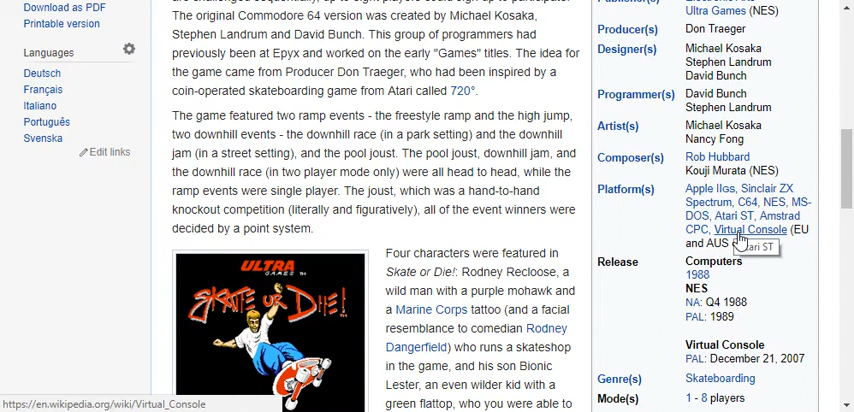 Download as PDF
Printable version
Languages
Deutsch
Français
Italiano
Português
Svenska
Edit links
The original Commodore 64 version was created by Michael Kosaka,
Stephen Landrum and David Bunch. This group of programmers had
previously been at Epyx and worked on the early "Games" titles. The idea for
the game came from Producer Don Traeger, who had been inspired by a
coin-operated skateboarding game from Atari called 720°.
The game featured two ramp events - the freestyle ramp and the high jump,
two downhill events - the downhill race (in a park setting) and the downhill
jam (in a street setting), and the pool joust. The pool joust, downhill jam, and
the downhill race (in two player mode only) were all head to head, while the
ramp events were single player. The joust, which was a hand-to-hand
knockout competition (literally and figuratively), all of the event winners were
decided by a point system.
ULTRA
GAMES
SKATE OR DIE!
Four characters were featured in
Skate or Die!: Rodney Recloose, a
wild man with a purple mohawk and
a Marine Corps tattoo (and a facial
resemblance to comedian Rodney
Dangerfield) who runs a skateshop
in the game, and his son Bionic
Lester, an even wilder kid with a
green flattop, who you were able to
Ultra Games (NES)
Producer(s) Don Traeger
Designer(s) Michael Kosaka
Stephen Landrum
David Bunch
Programmer(s) David Bunch
Stephen Landrum
Artist(s) Michael Kosaka
Nancy Fong
Composer(s) Rob Hubbard
Kouji Murata (NES)
Platform(s) Apple IIGS, Sinclair ZX
Spectrum, C64, NES, MS-
DOS, Atari ST, Amstrad
CPC, Virtual Console (EU
and AUS
ari ST
Release Computers
1988
NES
NA: Q4 1988
PAL: 1989
Virtual Console
PAL: December 21, 2007
Genre(s) Skateboarding
Mode(s) 1 - 8 players
https://en.wikipedia.org/wiki/Virtual_Console